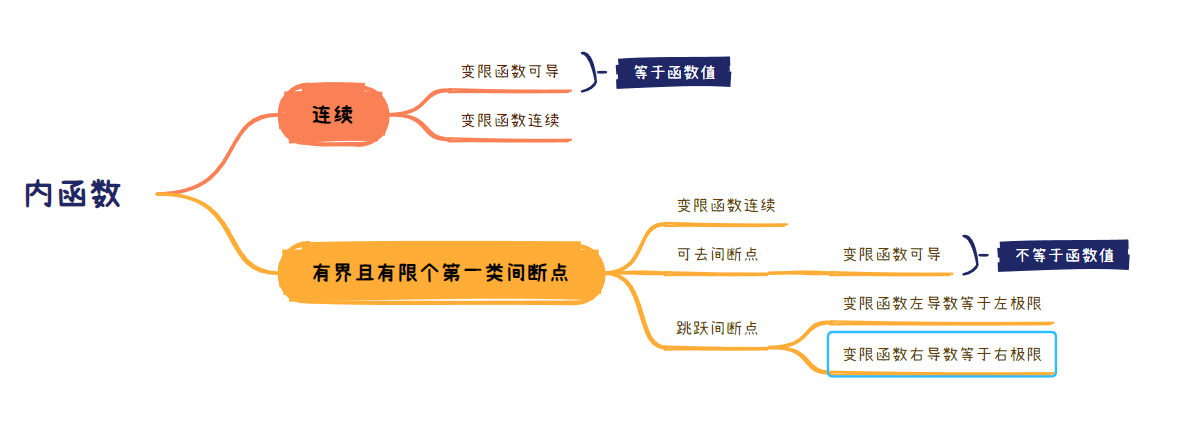 内函数
连续
变限函数可导
等于函数值
变限函数连续
有界且有限个第一类间断点
变限函数连续
可去间断点
变限函数可导
不等于函数值
跳跃间断点
变限函数左导数等于左极限
变限函数右导数等于右极限